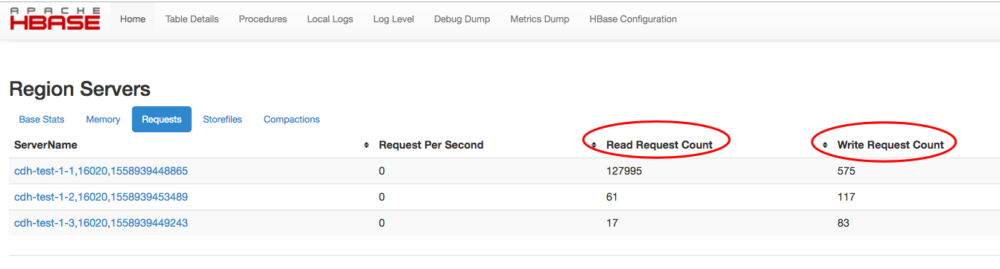 APACHE
HBASE
Home Table Details Procedures Local Logs Log Level Debug Dump Metrics Dump HBase Configuration
Region Servers
Base Stats Memory Requests Storefiles Compactions
ServerName Request Per Second Read Request Count Write Request Count
cdh-test-1-1,16020,1558939448865 0 127995 575
cdh-test-1-2,16020,1558939453489 0 61 117
cdh-test-1-3,16020,1558939449243 0 17 83